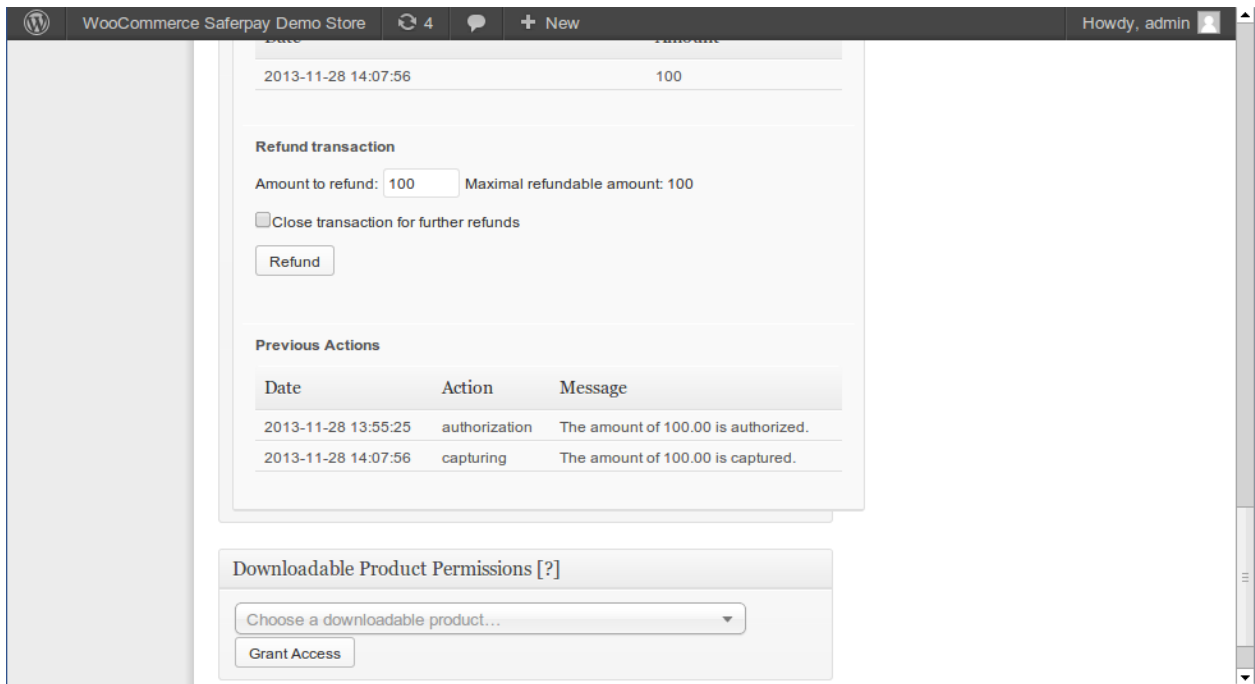 WooCommerce Saferpay Demo Store 4 New Howdy, admin
Date Amount
2013-11-28 14:07:56 100
Refund transaction
Amount to refund: 100 Maximal refundable amount: 100
Close transaction for further refunds
Refund
Previous Actions
Date Action Message
2013-11-28 13:55:25 authorization The amount of 100.00 is authorized.
2013-11-28 14:07:56 capturing The amount of 100.00 is captured.
Downloadable Product Permissions [?]
Choose a downloadable product...
Grant Access